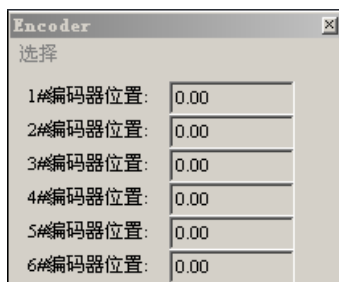 Encoder
选择
1#编码器位置: 0.00
2#编码器位置: 0.00
3#编码器位置: 0.00
4#编码器位置: 0.00
5#编码器位置: 0.00
6#编码器位置: 0.00